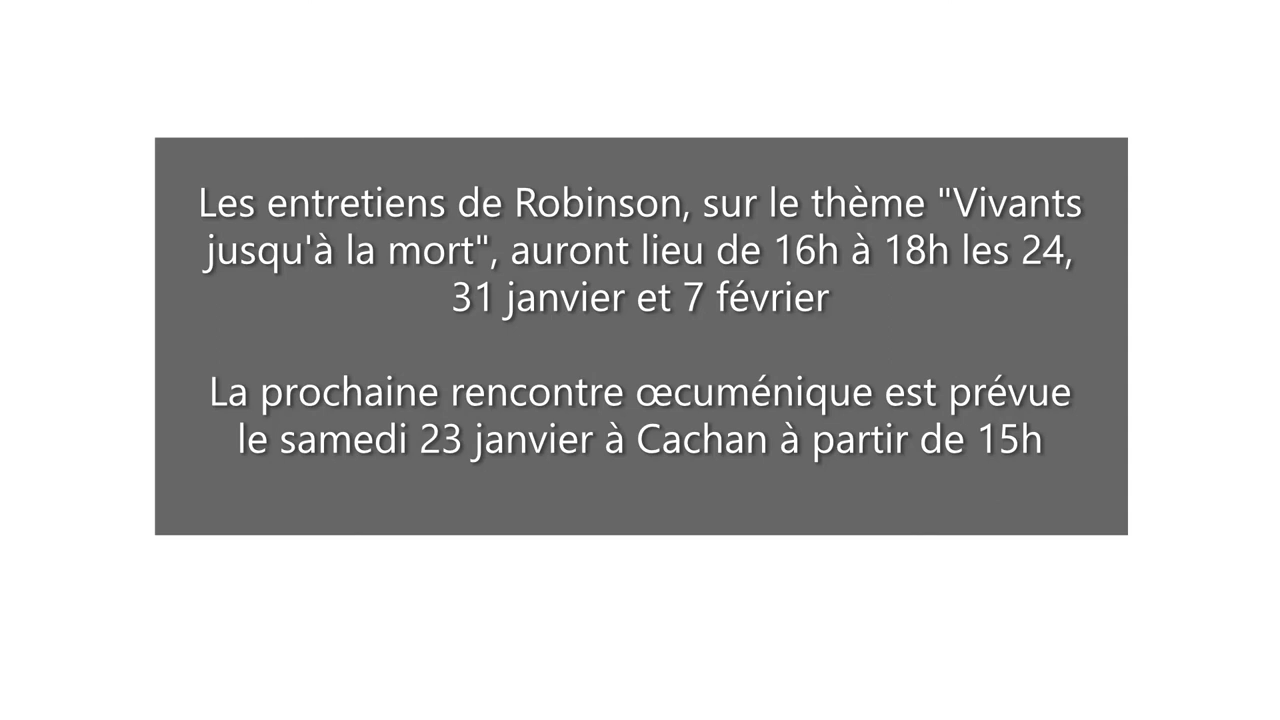 Les entretiens de Robinson, sur le thème "Vivants
jusqu'à la mort", auront lieu de 16h à 18h les 24,
31 janvier et 7 février
La prochaine rencontre œcuménique est prévue
le samedi 23 janvier à Cachan à partir de 15h